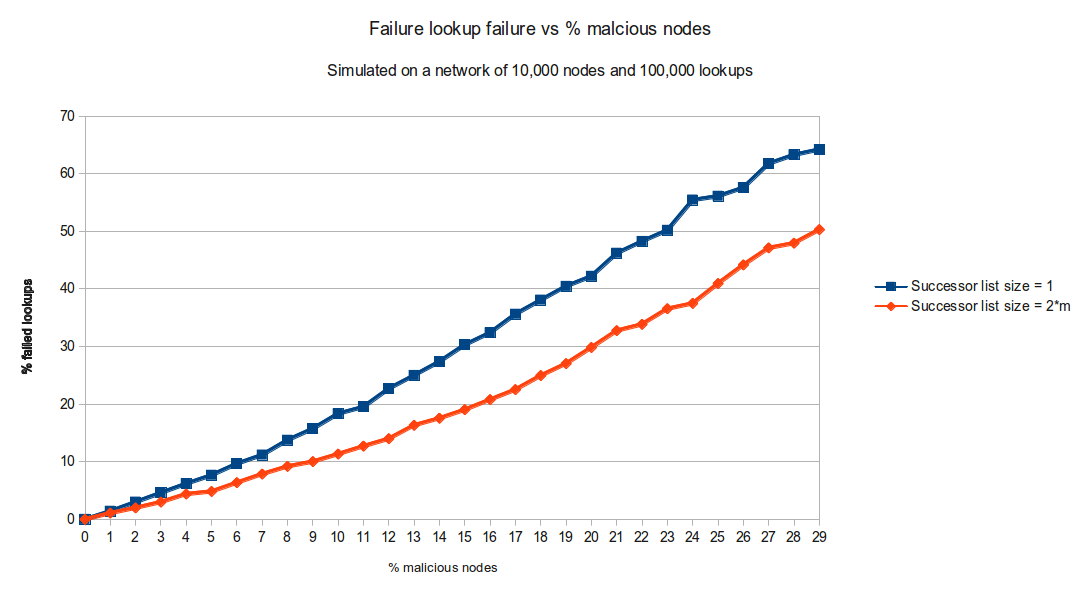 Failure lookup failure vs % malcious nodes
Simulated on a network of 10,000 nodes and 100,000 lookups
70
60
50
40
30
20
10
0
% failed lookups
0 1 2 3 4 5 6 7 8 9 10 11 12 13 14 15 16 17 18 19 20 21 22 23 24 25 26 27 28 29
% malicious nodes
Successor list size = 1
Successor list size = 2*m